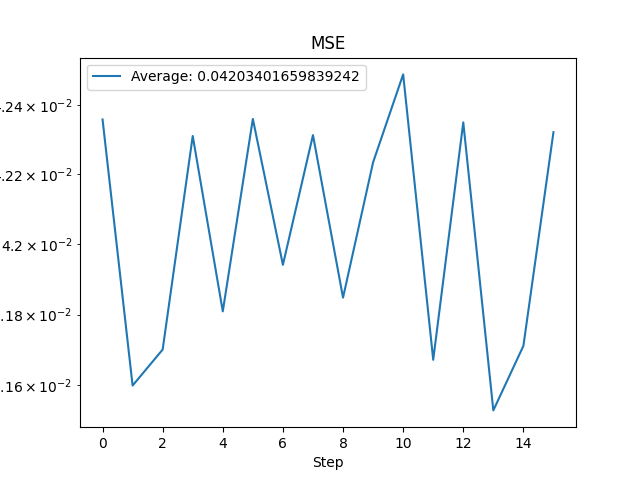 MSE
Average: 0.04203401659839242
.24 × 10⁻²
4.22 × 10⁻²
4.2 × 10⁻²
.18 × 10⁻²
.16 × 10⁻²
0 2 4 6 8 10 12 14
Step